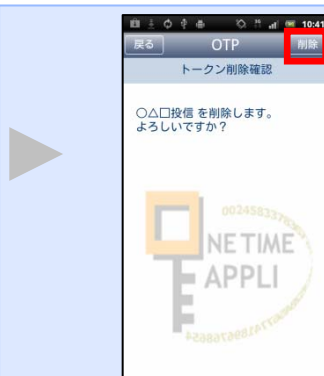 10:41
戻る OTP 削除
トークン削除確認
○△□投信 を削除します。
よろしいですか？
NE TIME
APPLI